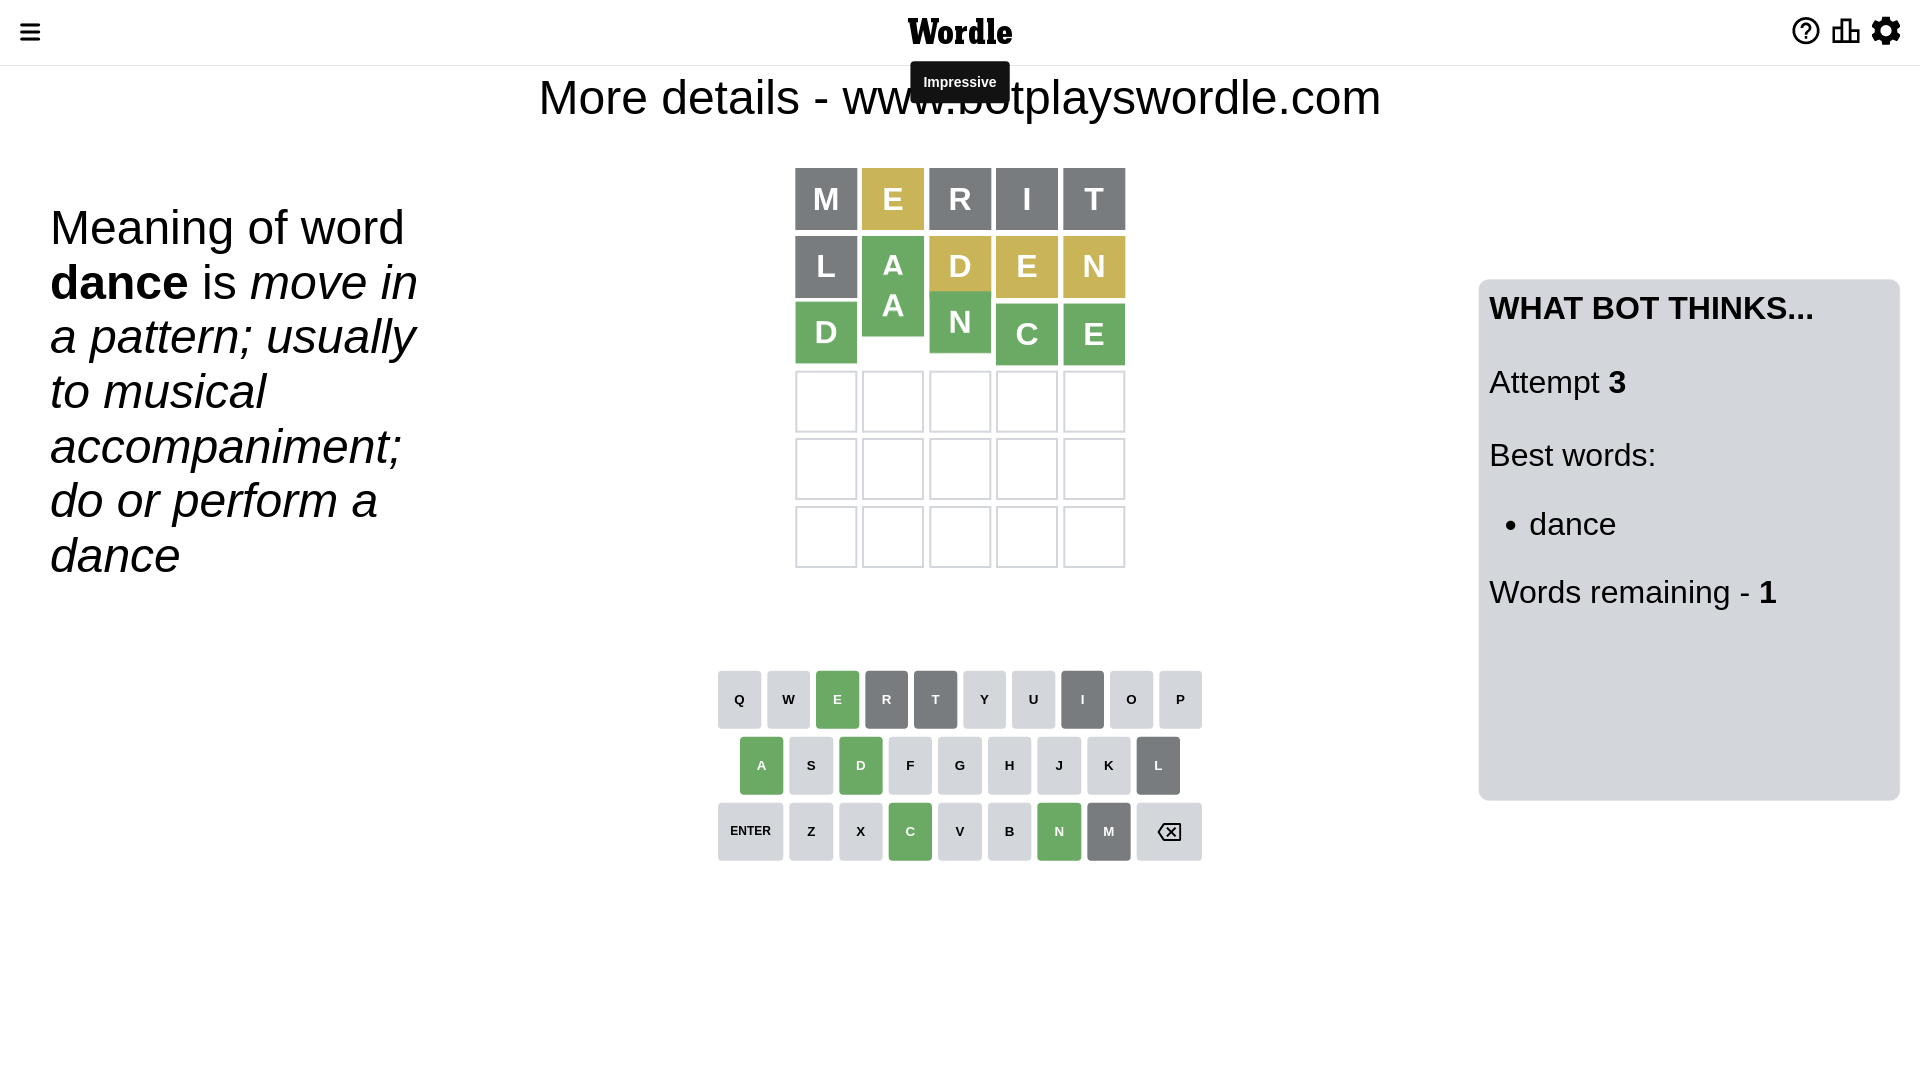 Wordle
Impressive
More details - www.botplayswordle.com
Meaning of word
dance is move in
a pattern; usually
to musical
accompaniment;
do or perform a
dance
M E R I T
L A D E N
D A N C E
WHAT BOT THINKS...
Attempt 3
Best words:
• dance
Words remaining - 1
Q W E R T Y U I O P
A S D F G H J K L
ENTER Z X C V B N M